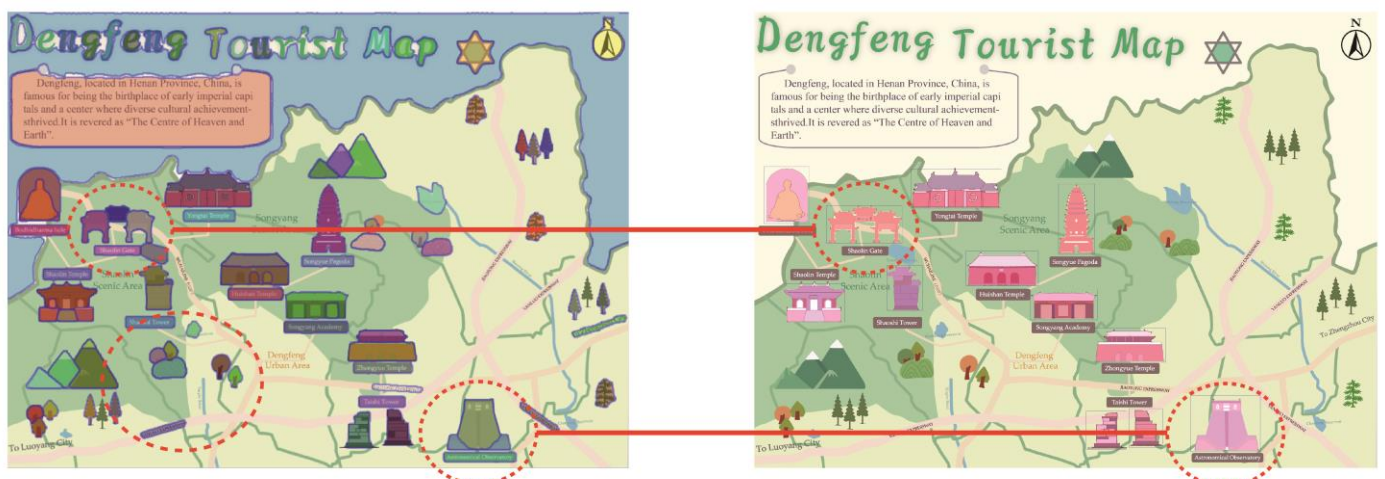 Dengfeng Tourist Map
Dengfeng, located in Henan Province, China, is
famous for being the birthplace of early imperial capi
tals and a center where diverse cultural achievement-
sthrived.It is revered as “The Centre of Heaven and
Earth”.
Yongtai Temple
Songyang
Scenic Area
Shaolin Gate
Songyue Pagoda
Shaolin Temple
Shaolin
Scenic Area
Huishan Temple
Songyang Academy
Dengfeng
Urban Area
Zhongyue Temple
Taishi Tower
To Luoyang City
Astronomical Observatory
N
Dengfeng Tourist Map
Dengfeng, located in Henan Province, China, is
famous for being the birthplace of early imperial capi
tals and a center where diverse cultural achievement-
sthrived.It is revered as “The Centre of Heaven and
Earth”.
Yongtai Temple
Songyang
Scenic Area
Shaolin Gate
Songyue Pagoda
Shaolin Temple
Shaolin
Scenic Area
Huishan Temple
Shaoshi Tower
Songyang Academy
To Zhengzhou City
Dengfeng
Urban Area
Zhongyue Temple
Taishi Tower
To Luoyang City
Astronomical Observatory